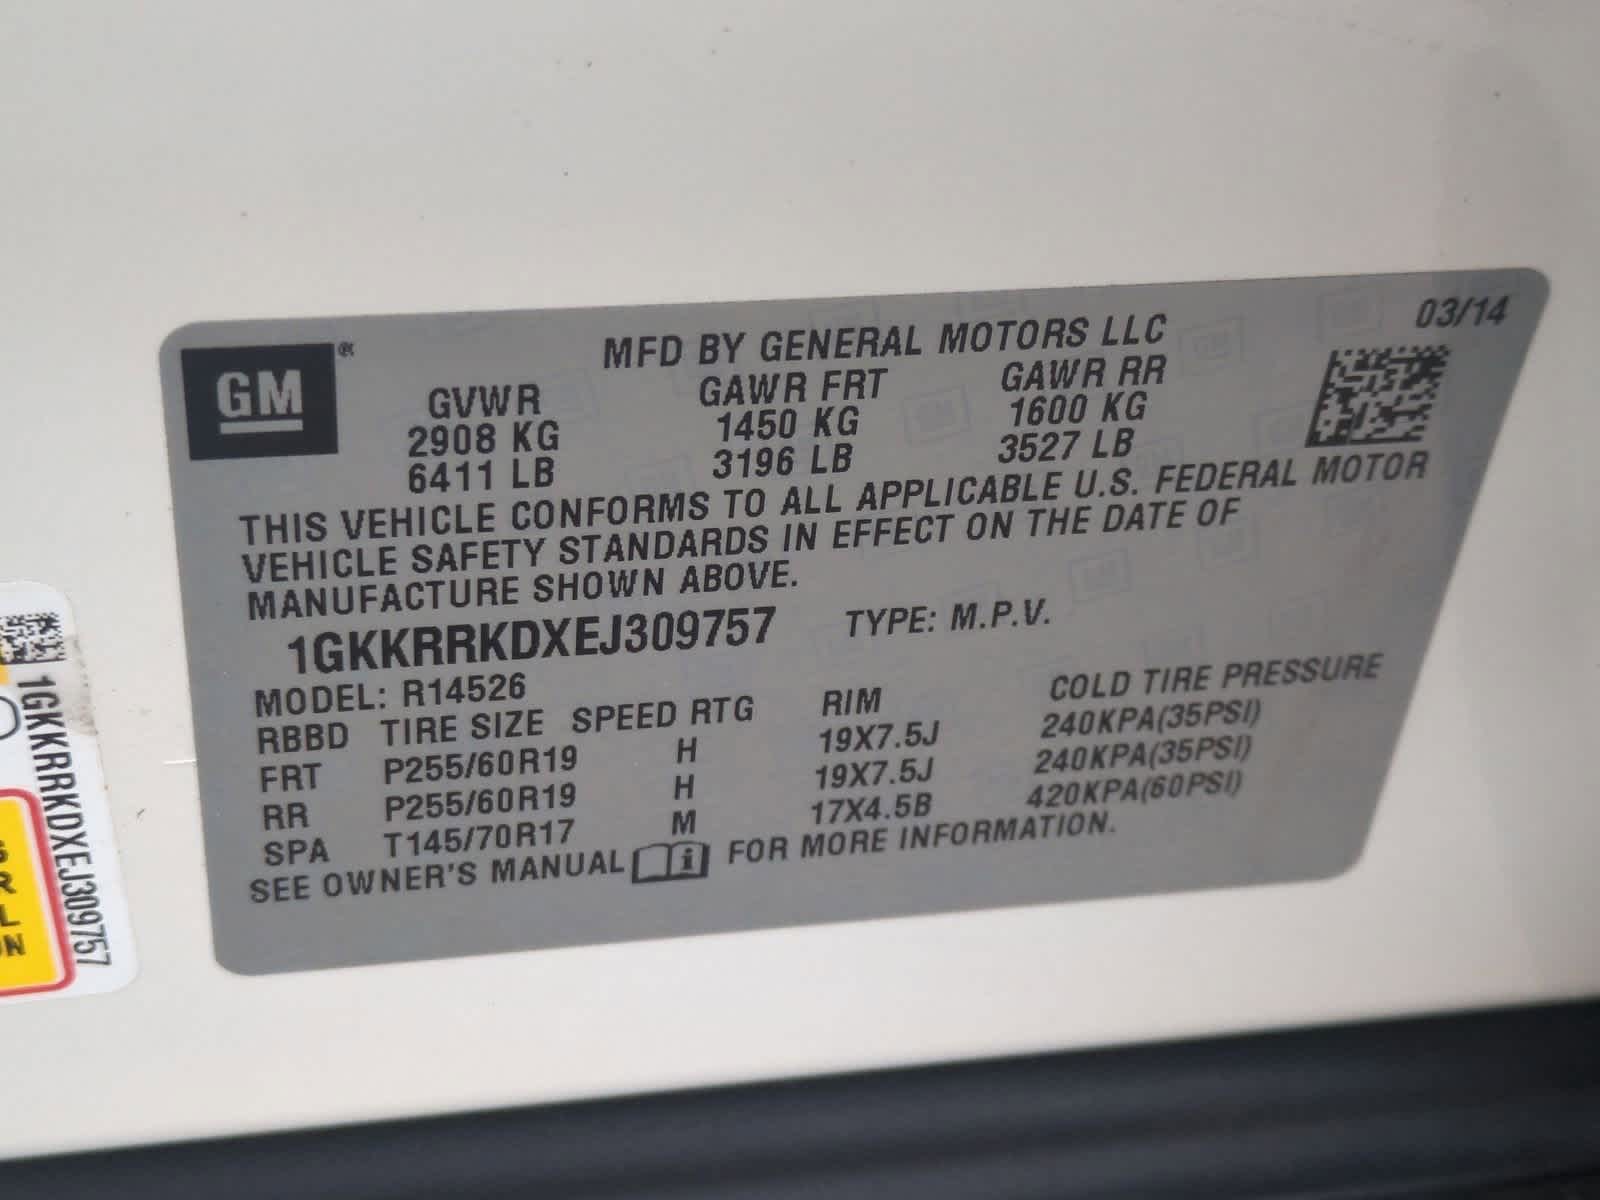 MFD BY GENERAL MOTORS LLC 03/14
GM
GVWR GAWR FRT GAWR RR
2908 KG 1450 KG 1600 KG
6411 LB 3196 LB 3527 LB
THIS VEHICLE CONFORMS TO ALL APPLICABLE U.S. FEDERAL MOTOR
VEHICLE SAFETY STANDARDS IN EFFECT ON THE DATE OF
MANUFACTURE SHOWN ABOVE.
1GKKRRKDXEJ309757 TYPE: M.P.V.
MODEL: R14526
RBBD TIRE SIZE SPEED RTG RIM COLD TIRE PRESSURE
FRT P255/60R19 H 19X7.5J 240KPA(35PSI)
RR P255/60R19 H 19X7.5J 240KPA(35PSI)
SPA T145/70R17 M 17X4.5B 420KPA(60PSI)
SEE OWNER'S MANUAL FOR MORE INFORMATION.
1GKKRRKDXEJ309757